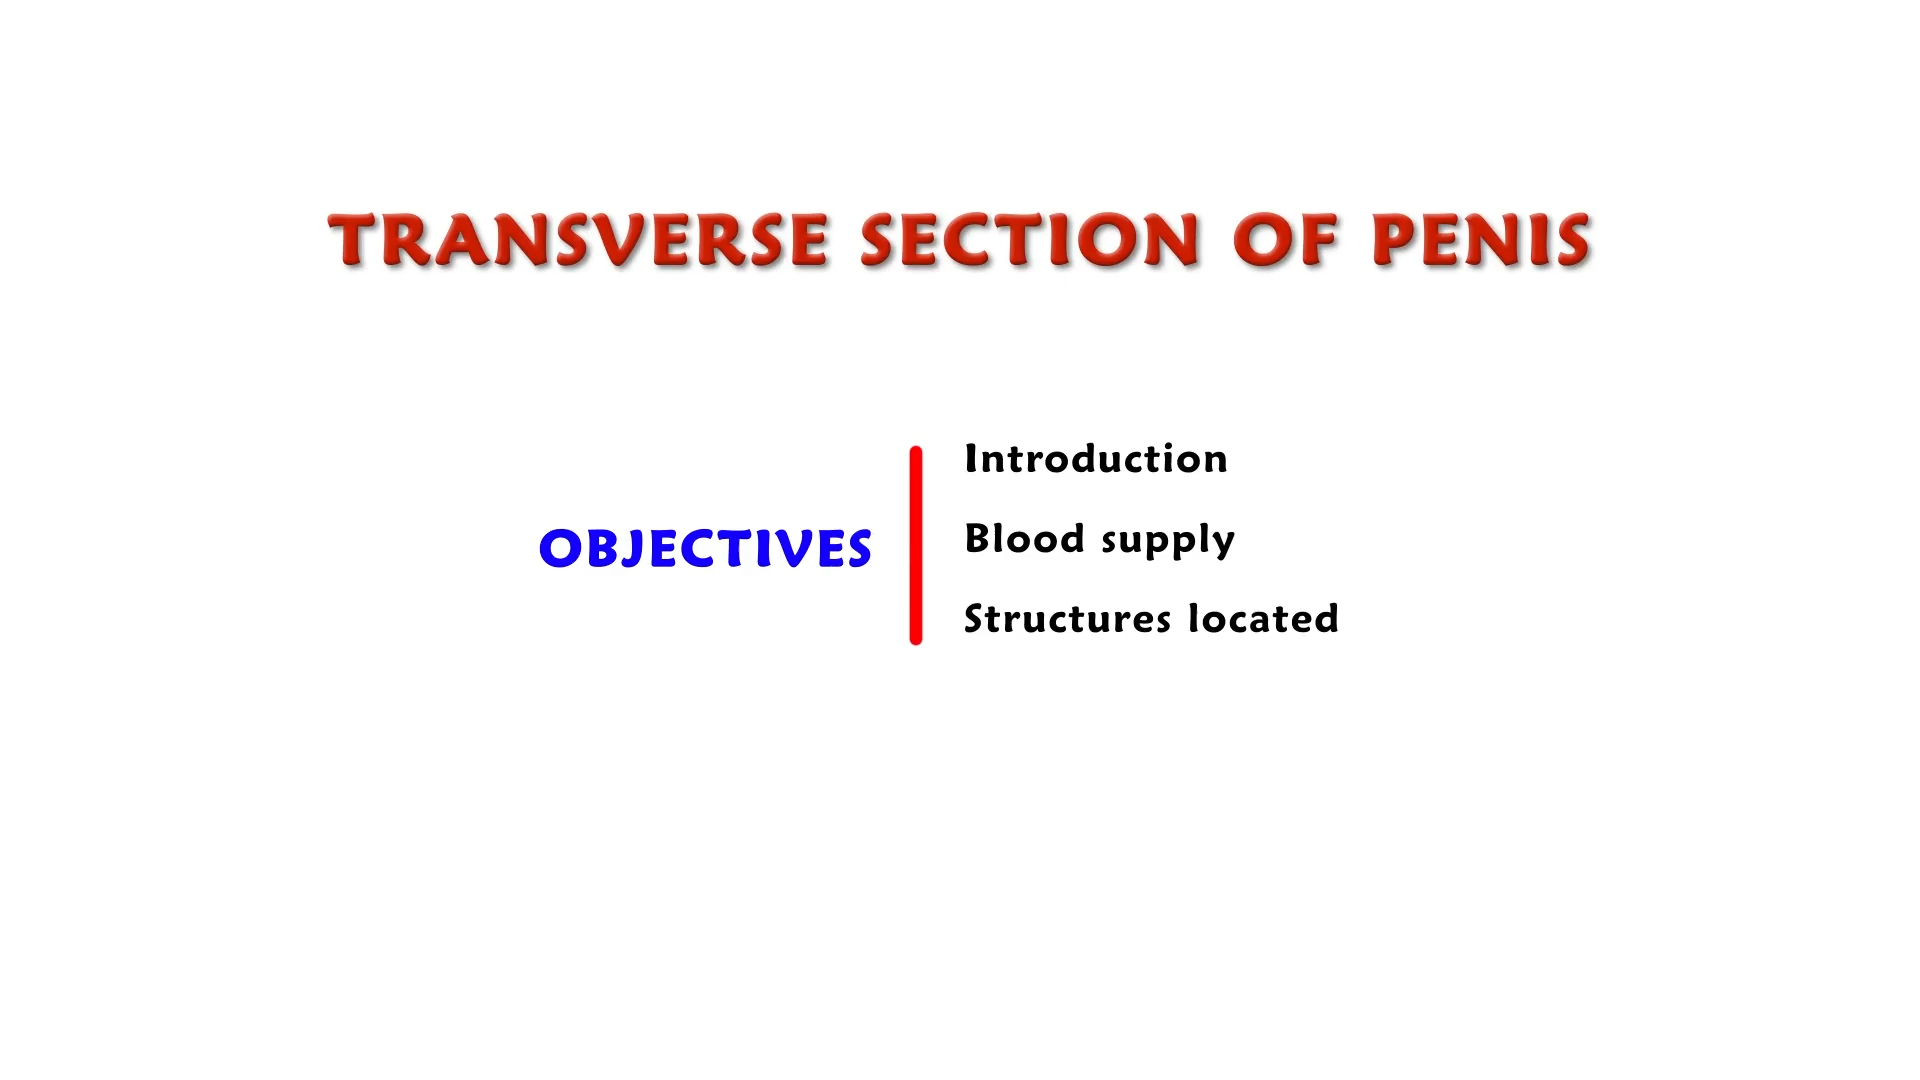 TRANSVERSE SECTION OF PENIS
OBJECTIVES
Introduction
Blood supply
Structures located